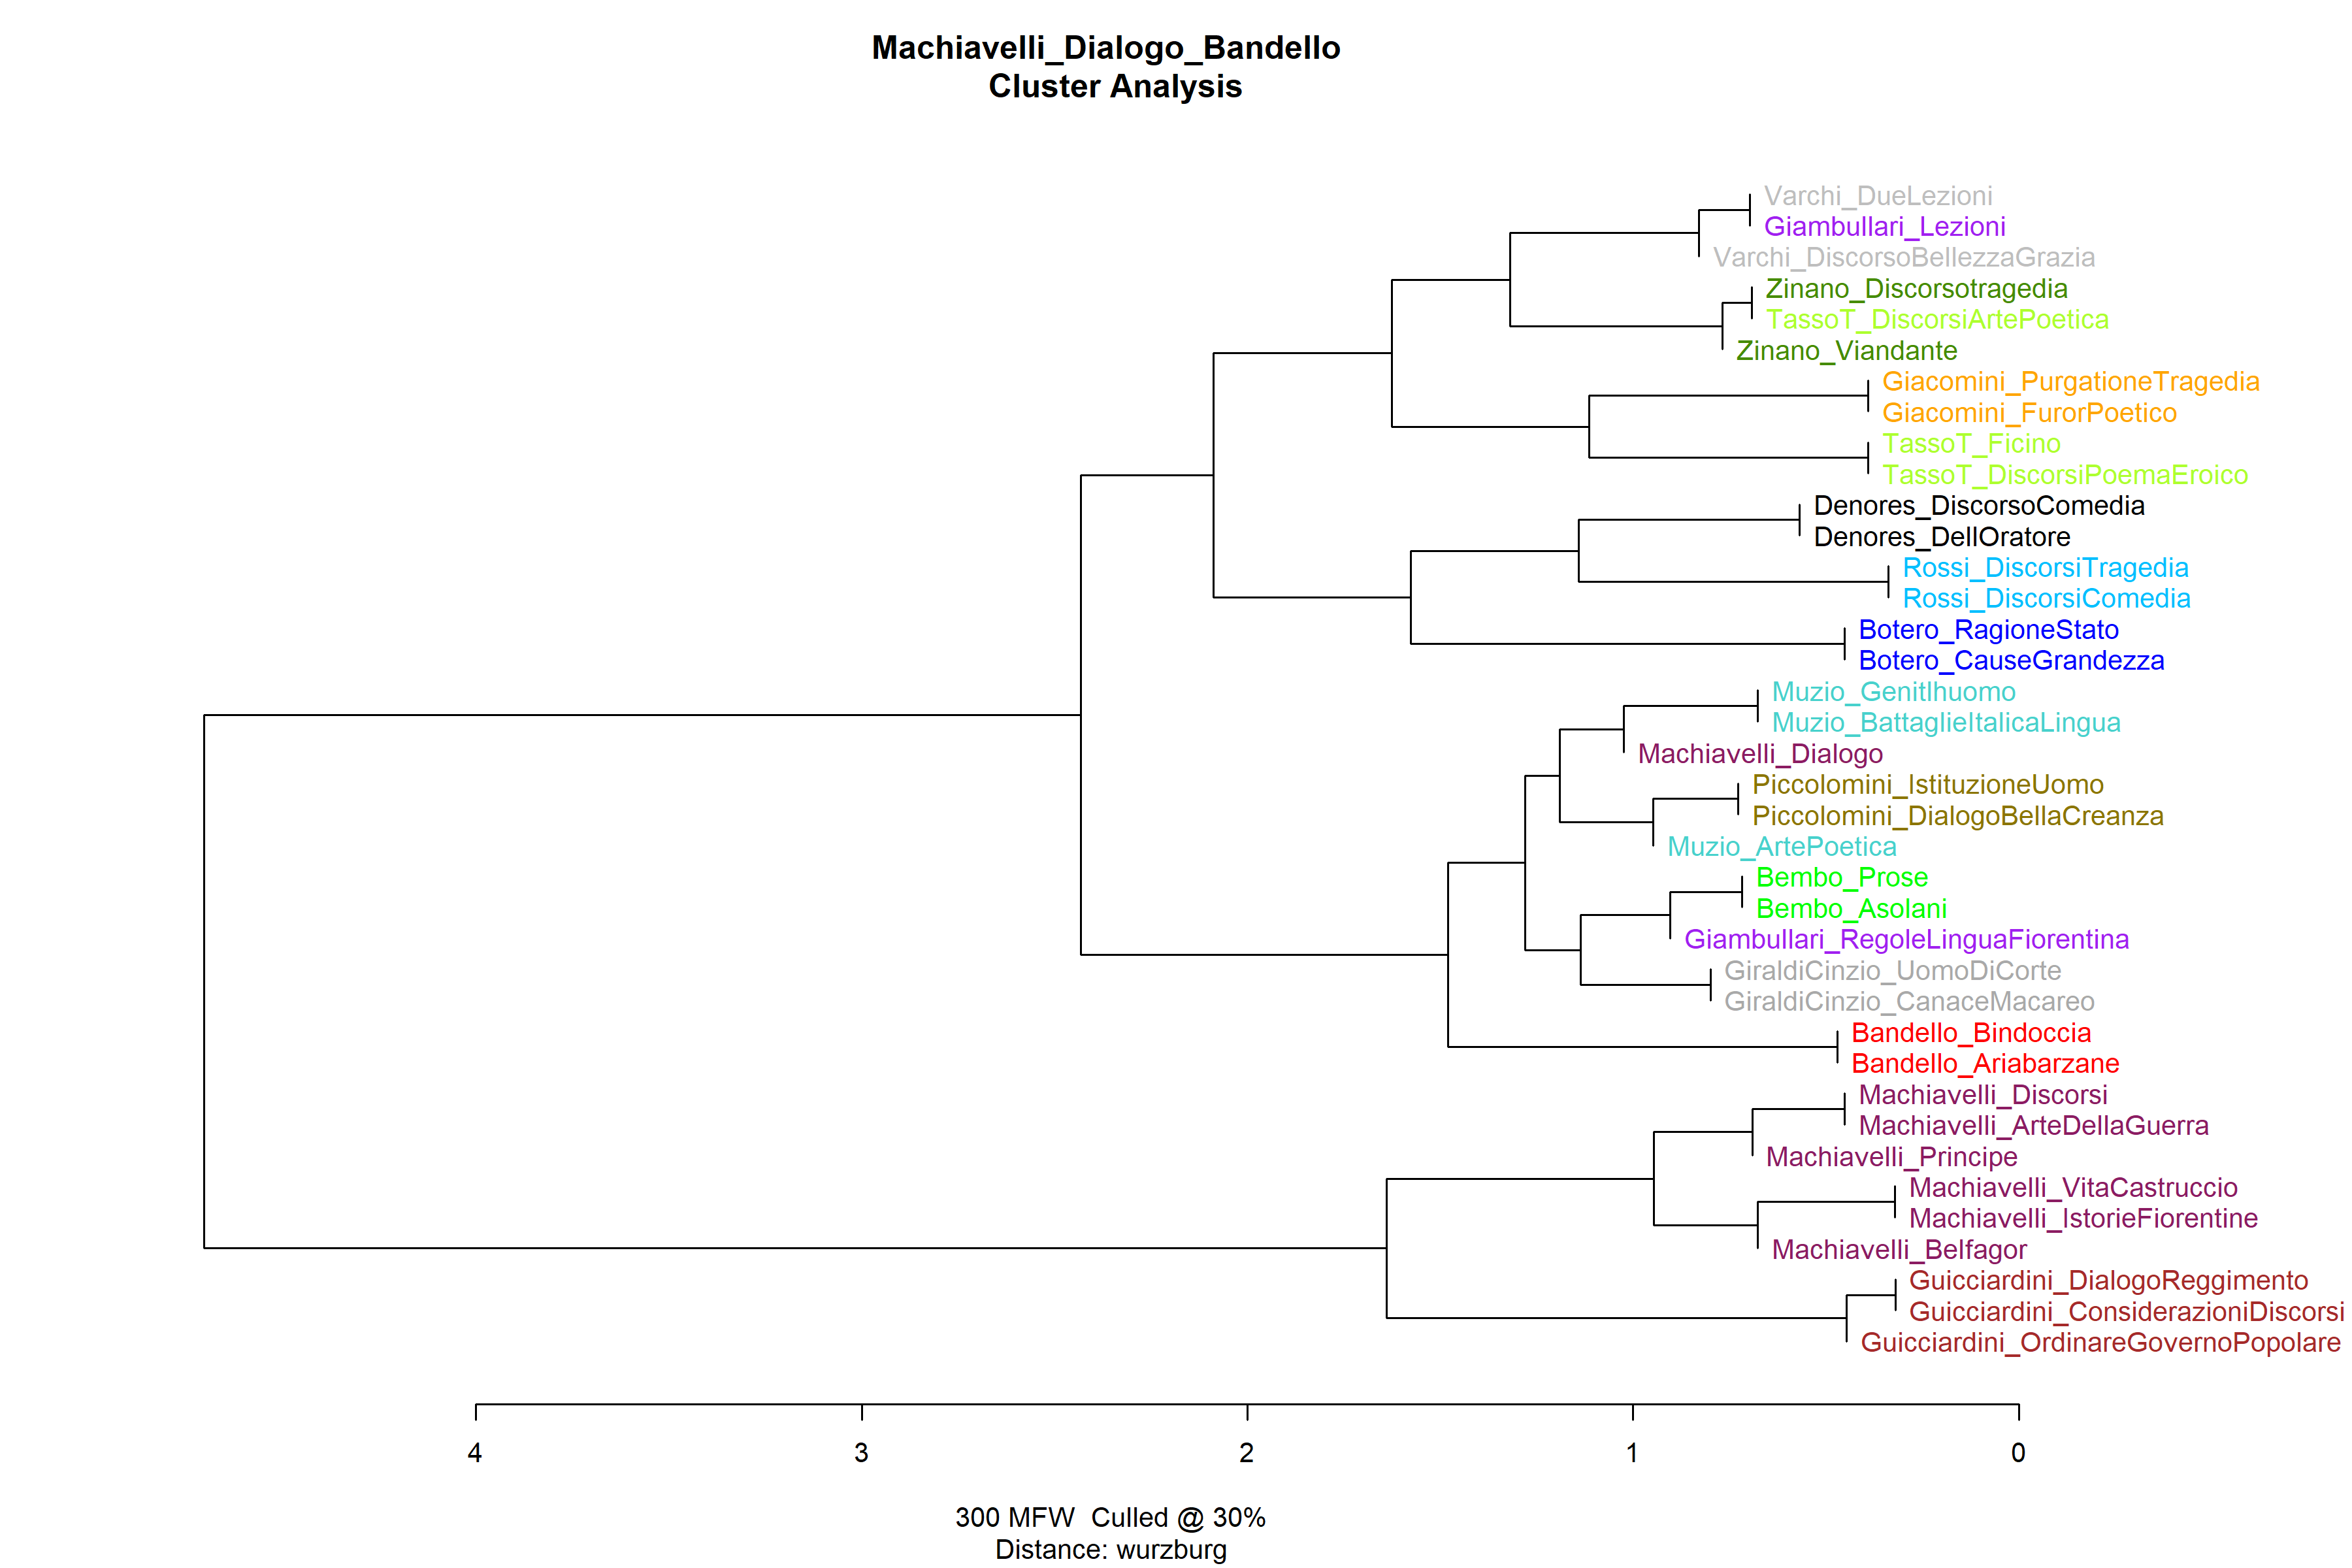 Machiavelli_Dialogo_Bandello
Cluster Analysis
Varchi_DueLezioni
Giambullari_Lezioni
Varchi_DiscorsoBellezzaGrazia
Zinano_Discorsotragedia
TassoT_DiscorsiArtePoetica
Zinano_Viandante
Giacomini_PurgationeTragedia
Giacomini_FurorPoetico
TassoT_Ficino
TassoT_DiscorsiPoemaEroico
Denores_DiscorsoComedia
Denores_DellOratore
Rossi_DiscorsiTragedia
Rossi_DiscorsiComedia
Botero_RagioneStato
Botero_CauseGrandezza
Muzio_Genitlhuomo
Muzio_BattaglieItalicaLingua
Machiavelli_Dialogo
Piccolomini_IstituzioneUomo
Piccolomini_DialogoBellaCreanza
Muzio_ArtePoetica
Bembo_Prose
Bembo_Asolani
Giambullari_RegoleLinguaFiorentina
GiraldiCinzio_UomoDiCorte
GiraldiCinzio_CanaceMacareo
Bandello_Bindoccia
Bandello_Ariabarzane
Machiavelli_Discorsi
Machiavelli_ArteDellaGuerra
Machiavelli_Principe
Machiavelli_VitaCastruccio
Machiavelli_IstorieFiorentine
Machiavelli_Belfagor
Guicciardini_DialogoReggimento
Guicciardini_ConsiderazioniDiscorsi
Guicciardini_OrdinareGovernoPopolare
4 3 2 1 0
300 MFW  Culled @ 30%
Distance: wurzburg